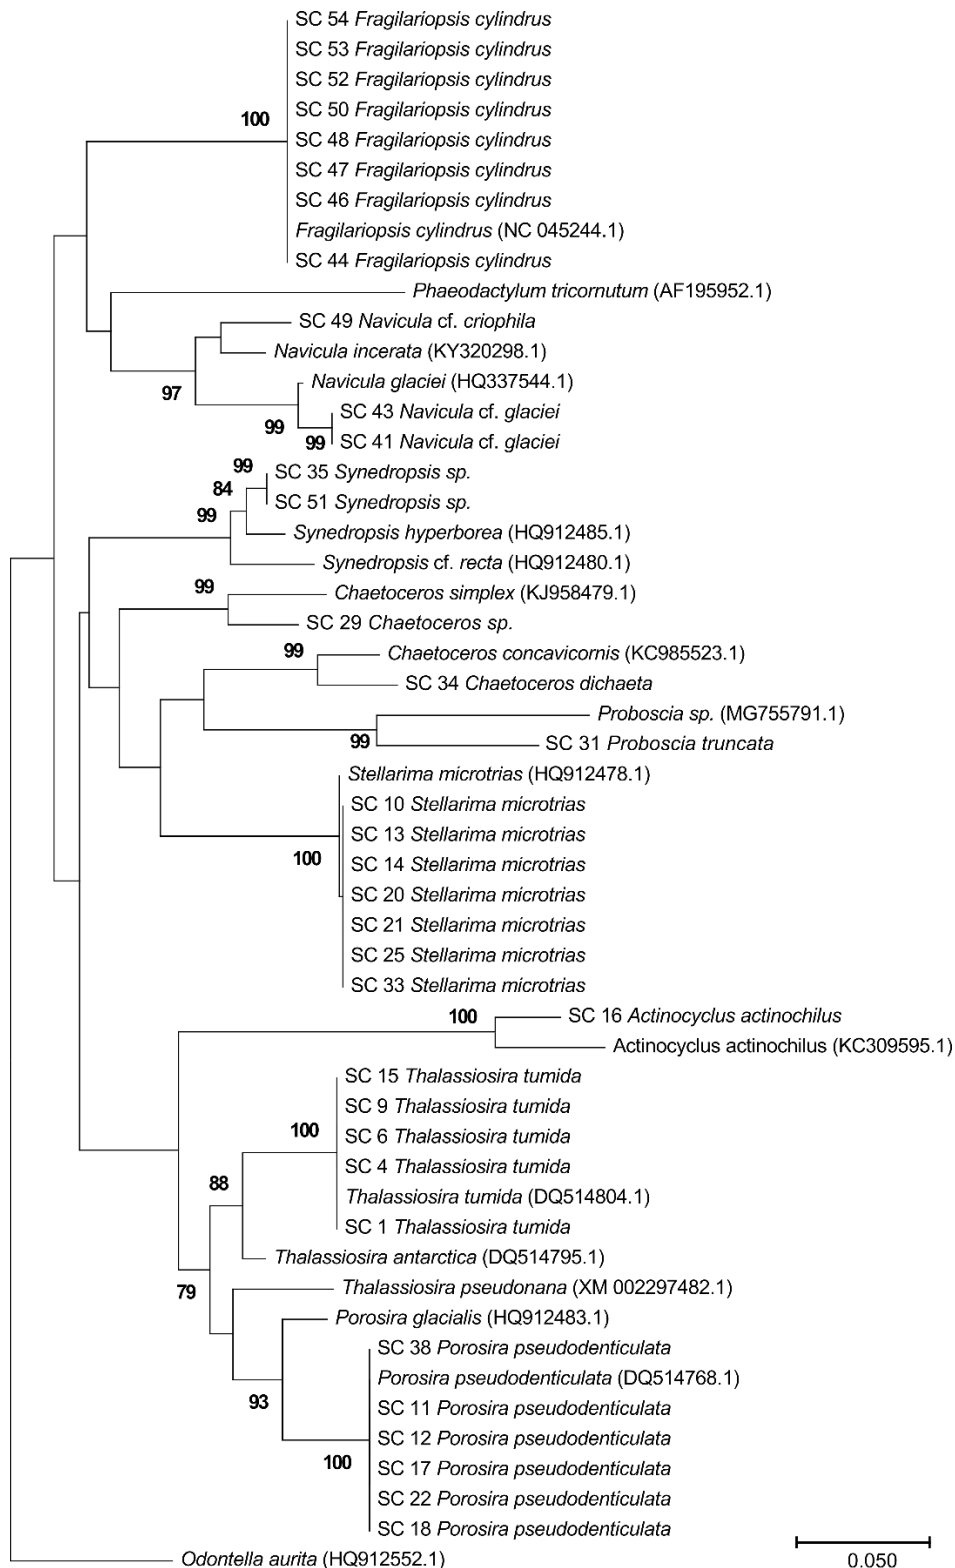 SC 54 Fragilariopsis cylindrus
SC 53 Fragilariopsis cylindrus
SC 52 Fragilariopsis cylindrus
SC 50 Fragilariopsis cylindrus
100
SC 48 Fragilariopsis cylindrus
SC 47 Fragilariopsis cylindrus
SC 46 Fragilariopsis cylindrus
Fragilariopsis cylindrus (NC 045244.1)
SC 44 Fragilariopsis cylindrus
Phaeodactylum tricornutum (AF195952.1)
SC 49 Navicula cf. criophila
Navicula incerata (KY320298.1)
Navicula glaciei (HQ337544.1)
97
SC 43 Navicula cf. glaciei
99
SC 41 Navicula cf. glaciei
99
99
SC 35 Synedropsis sp.
84
SC 51 Synedropsis sp.
99
Synedropsis hyperborea (HQ912485.1)
Synedropsis cf. recta (HQ912480.1)
99
Chaetoceros simplex (KJ958479.1)
SC 29 Chaetoceros sp.
99
Chaetoceros concavicornis (KC985523.1)
SC 34 Chaetoceros dichaeta
Proboscia sp. (MG755791.1)
99
SC 31 Proboscia truncata
Stellarima microtrias (HQ912478.1)
SC 10 Stellarima microtrias
SC 13 Stellarima microtrias
100
SC 14 Stellarima microtrias
SC 20 Stellarima microtrias
SC 21 Stellarima microtrias
SC 25 Stellarima microtrias
SC 33 Stellarima microtrias
100
SC 16 Actinocyclus actinochilus
Actinocyclus actinochilus (KC309595.1)
SC 15 Thalassiosira tumida
SC 9 Thalassiosira tumida
100
SC 6 Thalassiosira tumida
SC 4 Thalassiosira tumida
88
Thalassiosira tumida (DQ514804.1)
SC 1 Thalassiosira tumida
Thalassiosira antarctica (DQ514795.1)
79
Thalassiosira pseudonana (XM 002297482.1)
Porosira glacialis (HQ912483.1)
SC 38 Porosira pseudodenticulata
Porosira pseudodenticulata (DQ514768.1)
93
SC 11 Porosira pseudodenticulata
SC 12 Porosira pseudodenticulata
100
SC 17 Porosira pseudodenticulata
SC 22 Porosira pseudodenticulata
SC 18 Porosira pseudodenticulata
Odontella aurita (HQ912552.1)
0.050